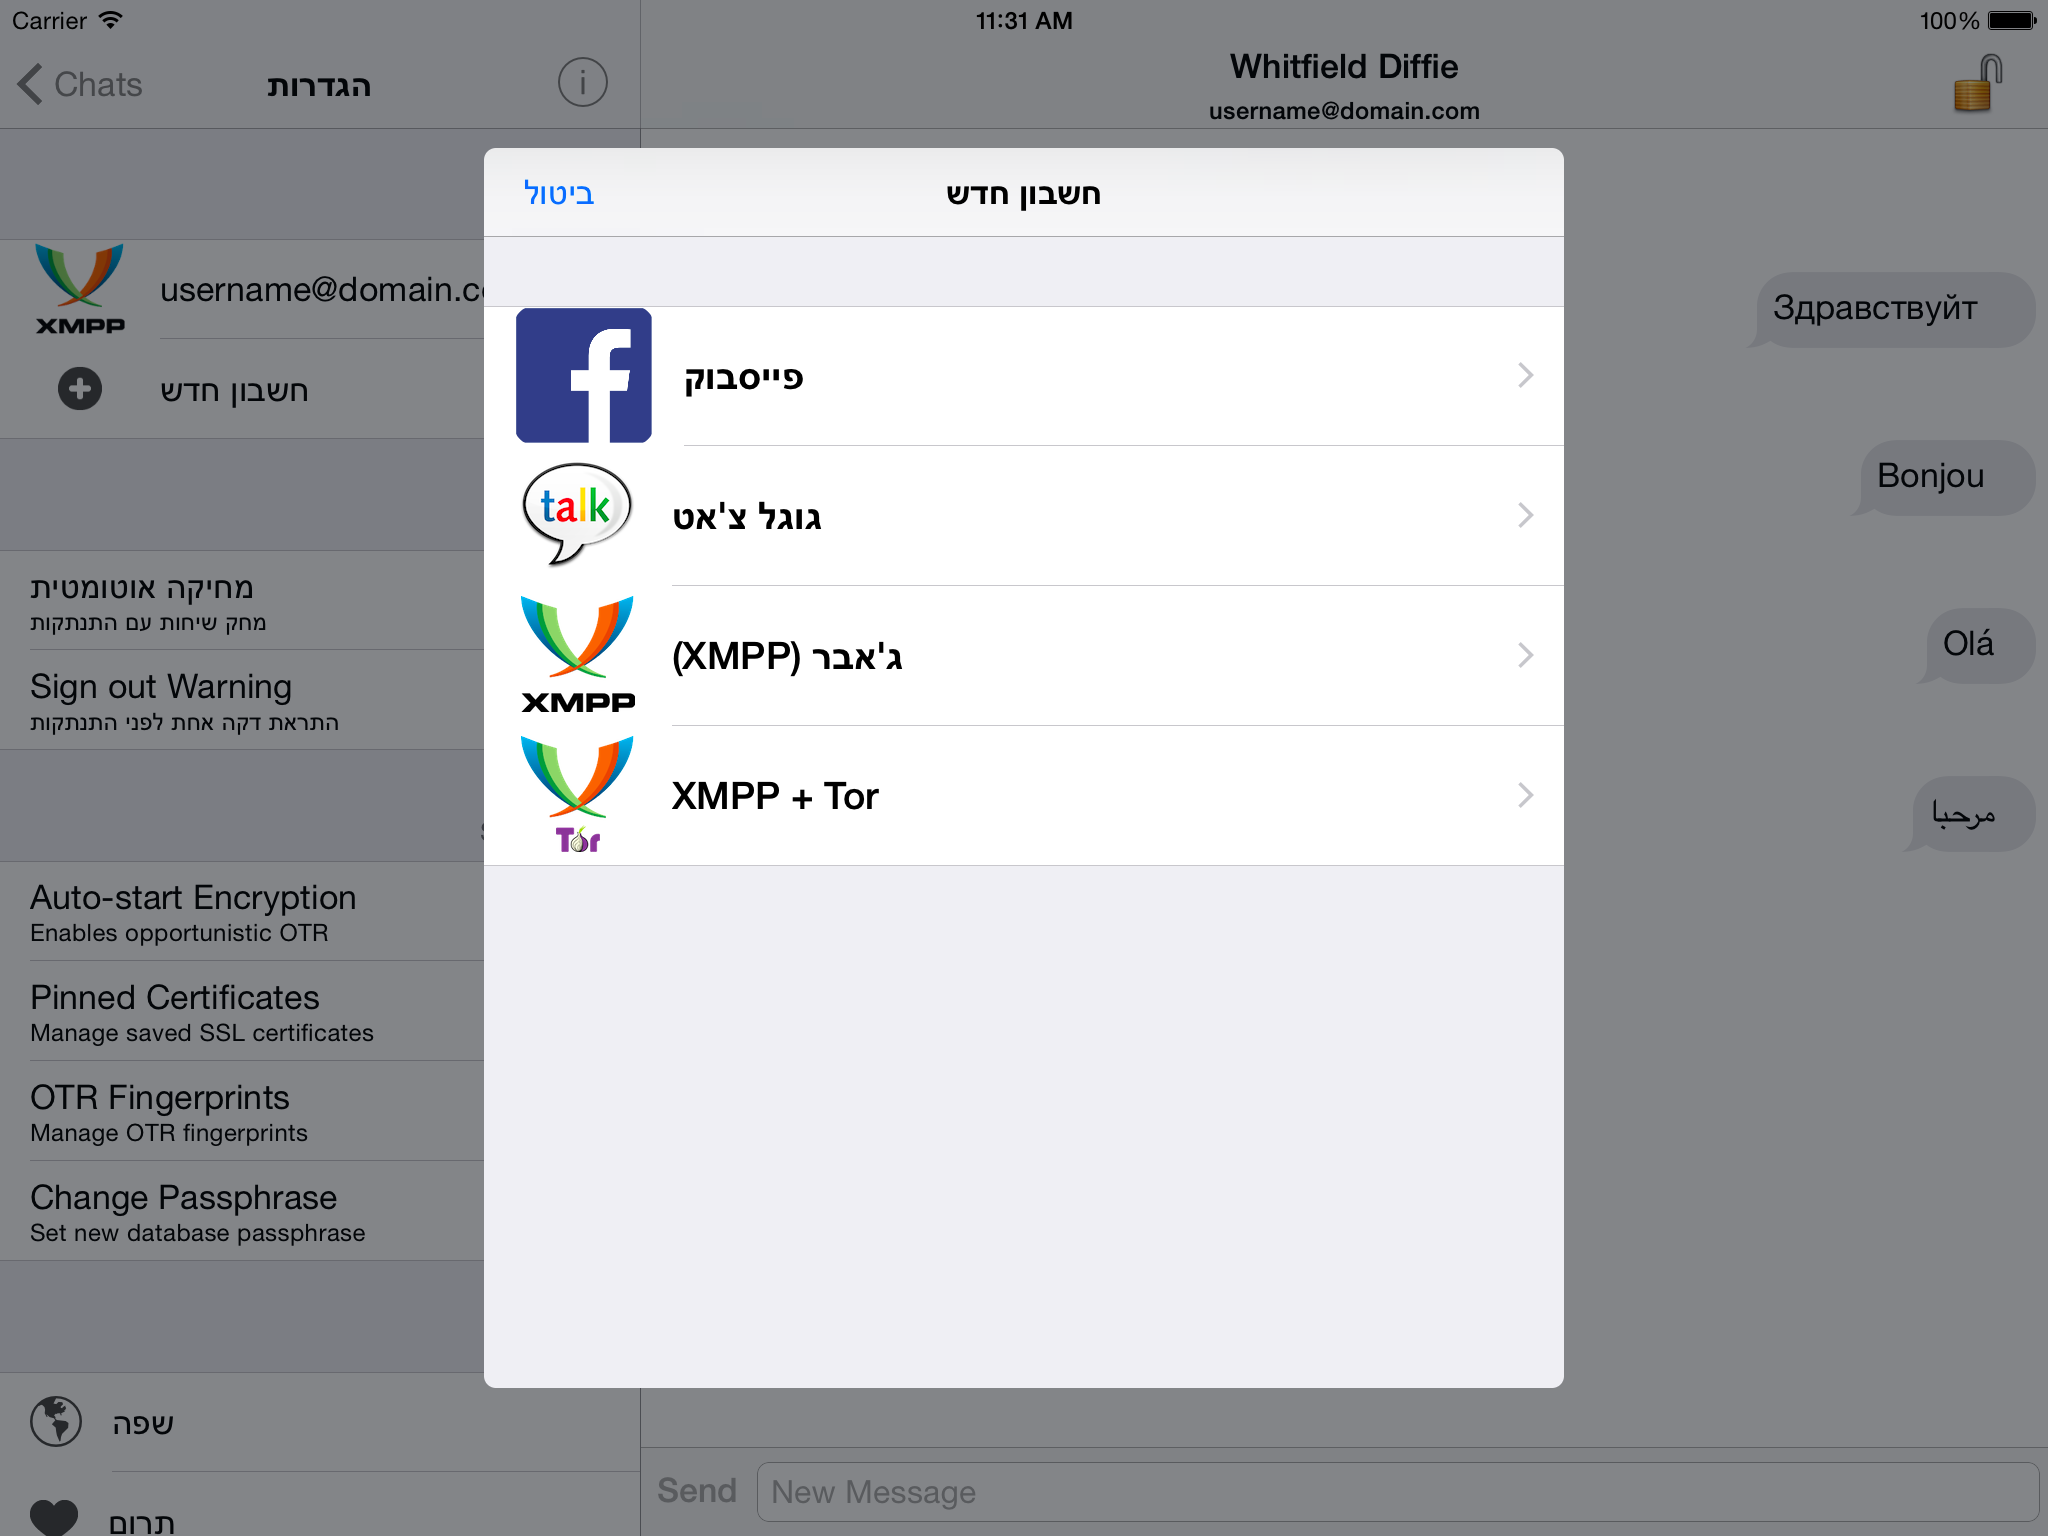 Carrier
11:31 AM
100%
Chats
הגדרות
Whitfield Diffie
username@domain.com
XMPP
username@domain.c
חשבון חדש
מחיקה אוטומטית
מחק שיחות עם התנתקות
Sign out Warning
התראת דקה אחת לפני התנתקות
Auto-start Encryption
Enables opportunistic OTR
Pinned Certificates
Manage saved SSL certificates
OTR Fingerprints
Manage OTR fingerprints
Change Passphrase
Set new database passphrase
שפה
תרום
ביטול
חשבון חדש
פייסבוק
talk
גוגל צ'אט
XMPP
ג'אבר (XMPP)
Tor
XMPP + Tor
Здравствуйт
Bonjou
Olá
مرحبا
Send
New Message